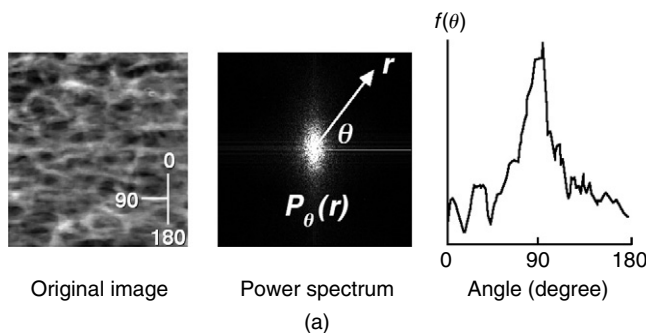 f(θ)
0
90
180
r
θ
Pθ(r)
0
90
180
Original image
Power spectrum
Angle (degree)
(a)